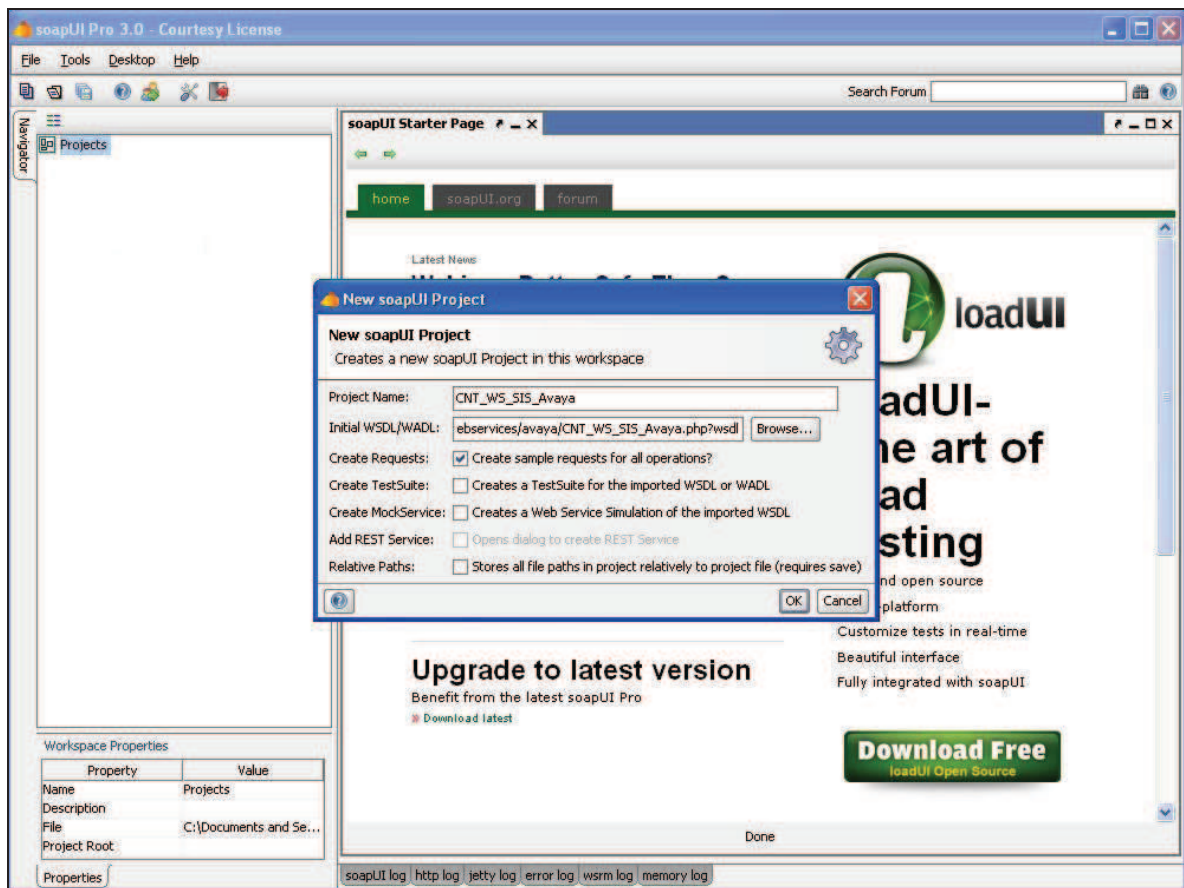 soapUI Pro 3.0 - Courtesy License
File Tools Desktop Help
Search Forum
Navigator
Projects
soapUI Starter Page
home soapUI.org forum
Latest News
loadUI
New soapUI Project
New soapUI Project
Creates a new soapUI Project in this workspace
Project Name: CNT_WS_SIS_Avaya
Initial WSDL/WADL: ebservices/avaya/CNT_WS_SIS_Avaya.php?wsdl Browse...
Create Requests: Create sample requests for all operations?
Create TestSuite: Creates a TestSuite for the imported WSDL or WADL
Create MockService: Creates a Web Service Simulation of the imported WSDL
Add REST Service: Opens dialog to create REST Service
Relative Paths: Stores all file paths in project relatively to project file (requires save)
OK Cancel
adUI-
e art of
ad
sting
nd open source
-platform
Customize tests in real-time
Beautiful interface
Fully integrated with soapUI
Upgrade to latest version
Benefit from the latest soapUI Pro
» Download latest
Download Free
loadUI Open Source
Done
Workspace Properties
Property Value
Name Projects
Description
File C:\Documents and Se...
Project Root
Properties
soapUI log http log jetty log error log wsrm log memory log